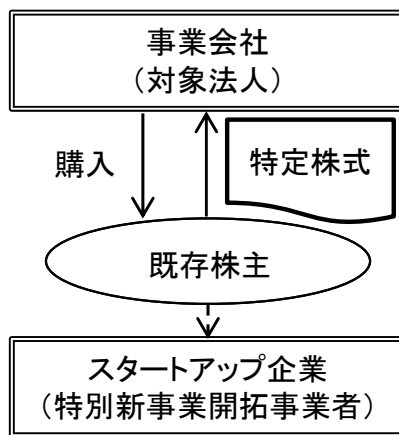 事業会社
（対象法人）
購入
特定株式
既存株主
スタートアップ企業
（特別新事業開拓事業者）